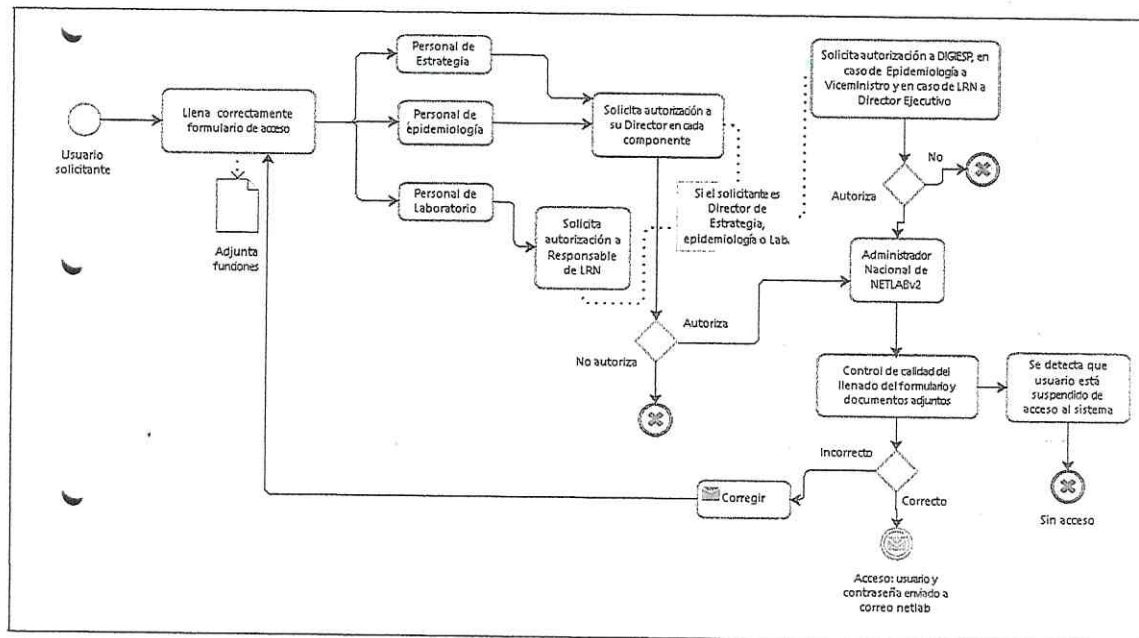 Usuario
solicitante
Llena correctamente
formulario de acceso
Adjunta
funciones
Personal de
Estrategia
Personal de
épidemiología
Personal de
Laboratorio
Solicita autorización a
su Director en cada
componente
Solicita
autorización a
Responsable
de LRN
Si el solicitante es
Director de
Estrategia,
epidemiología o Lab.
No autoriza
Autoriza
Solicita autorización a DIGIESP, en
caso de Epidemiología a
Viceministro y en caso de LRN a
Director Ejecutivo
No
Autoriza
Administrador
Nacional de
NETLABv2
Control de calidad del
llenado del formulario y
documentos adjuntos
Se detecta que
usuario está
suspendido de
acceso al sistema
Sin acceso
Incorrecto
Corregir
Correcto
Acceso: usuario y
contraseña enviado a
correo netlab